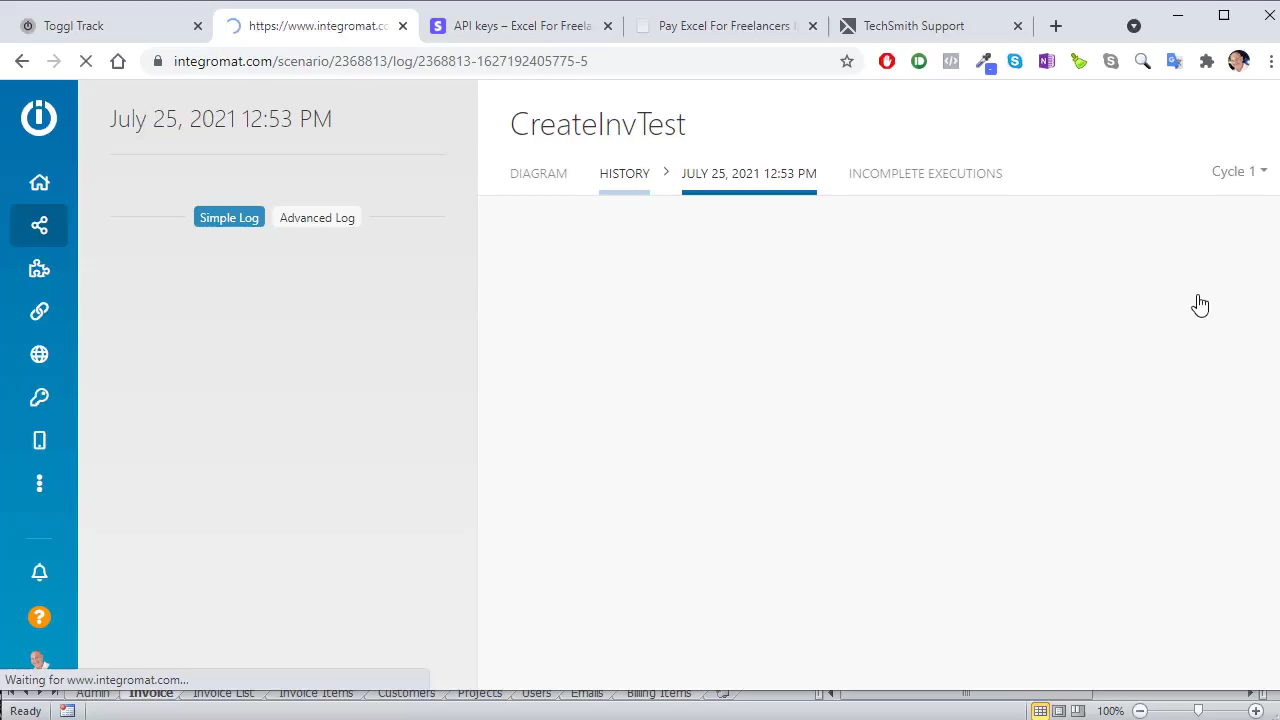 Toggl Track
https://www.integromat.c
API keys – Excel For Freela
Pay Excel For Freelancers
TechSmith Support
integromat.com/scenario/2368813/log/2368813-1627192405775-5
July 25, 2021 12:53 PM
Simple Log
Advanced Log
CreateInvTest
DIAGRAM
HISTORY
JULY 25, 2021 12:53 PM
INCOMPLETE EXECUTIONS
Cycle 1
Waiting for www.integromat.com...
Admin
Invoice
Invoice List
Invoice Items
Customers
Projects
Users
Emails
Billing Items
Ready
100%